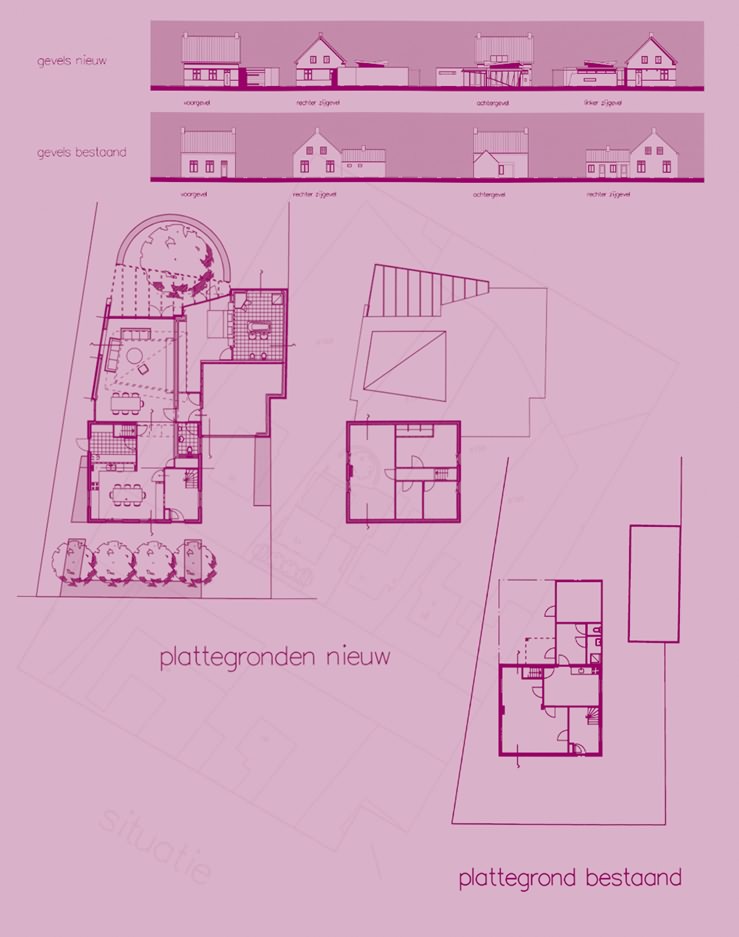 gevels nieuw
voorgevel rechter zijgevel achtergevel linker zijgevel
gevels bestaand
voorgevel rechter zijgevel achtergevel rechter zijgevel
plattegronden nieuw
situatie
plattegrond bestaand